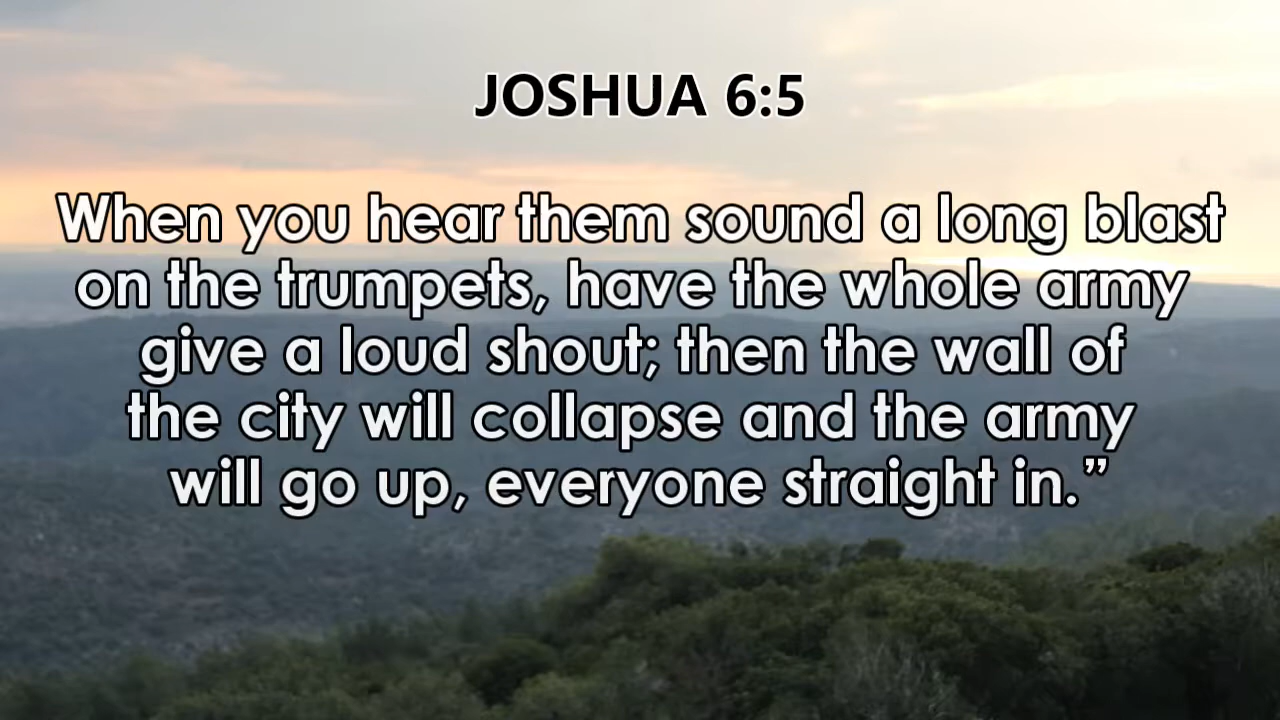 JOSHUA 6:5
When you hear them sound a long blast
on the trumpets, have the whole army
give a loud shout; then the wall of
the city will collapse and the army
will go up, everyone straight in.”